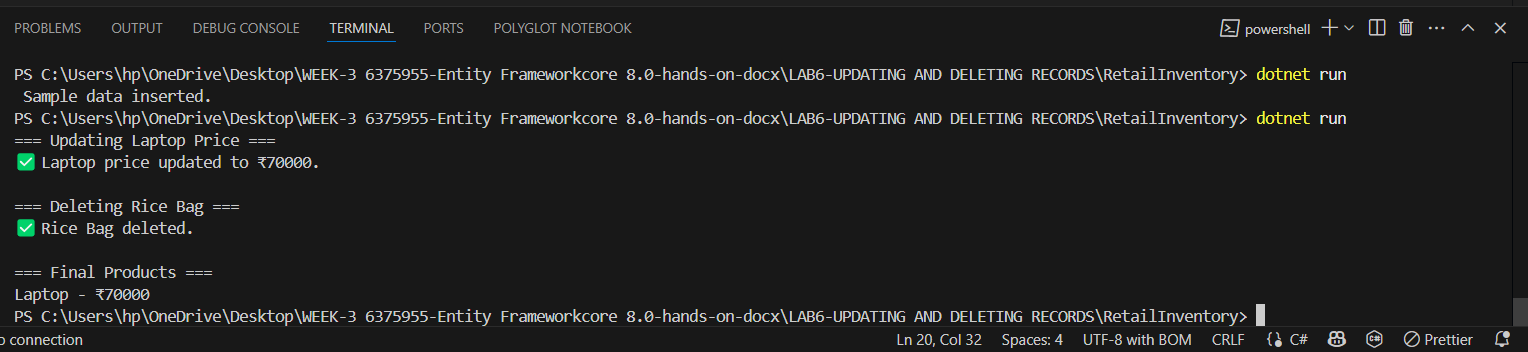 PROBLEMS OUTPUT DEBUG CONSOLE TERMINAL PORTS POLYGLOT NOTEBOOK powershell
PS C:\Users\hp\OneDrive\Desktop\WEEK-3 6375955-Entity Frameworkcore 8.0-hands-on-docx\LAB6-UPDATING AND DELETING RECORDS\RetailInventory> dotnet run
Sample data inserted.
PS C:\Users\hp\OneDrive\Desktop\WEEK-3 6375955-Entity Frameworkcore 8.0-hands-on-docx\LAB6-UPDATING AND DELETING RECORDS\RetailInventory> dotnet run
=== Updating Laptop Price ===
✅ Laptop price updated to ₹70000.
=== Deleting Rice Bag ===
✅ Rice Bag deleted.
=== Final Products ===
Laptop - ₹70000
PS C:\Users\hp\OneDrive\Desktop\WEEK-3 6375955-Entity Frameworkcore 8.0-hands-on-docx\LAB6-UPDATING AND DELETING RECORDS\RetailInventory>
connection Ln 20, Col 32 Spaces: 4 UTF-8 with BOM CRLF C# Prettier